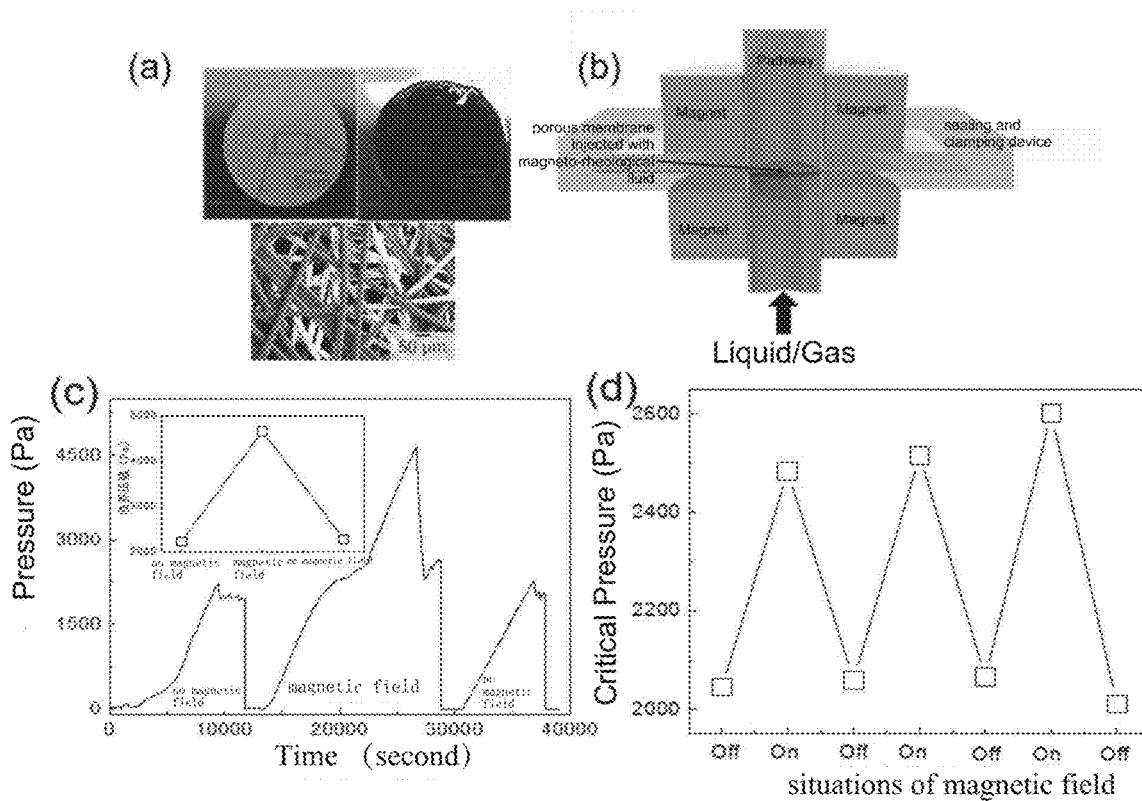 (a)
50 μm
(b)
Pathway
Magnet
Magnet
porous membrane
injected with
magneto-rheological
fluid
sealing and
clamping device
Magnet
Magnet
Liquid/Gas
(c)
Pressure (Pa)
4500
3000
1500
0
no magnetic
field
magnetic
field
no magnetic field
no magnetic
field
magnetic field
no
magnetic
field
0
10000
20000
30000
40000
Time (second)
(d)
Critical Pressure (Pa)
2600
2400
2200
2000
Off On Off On Off On Off
situations of magnetic field